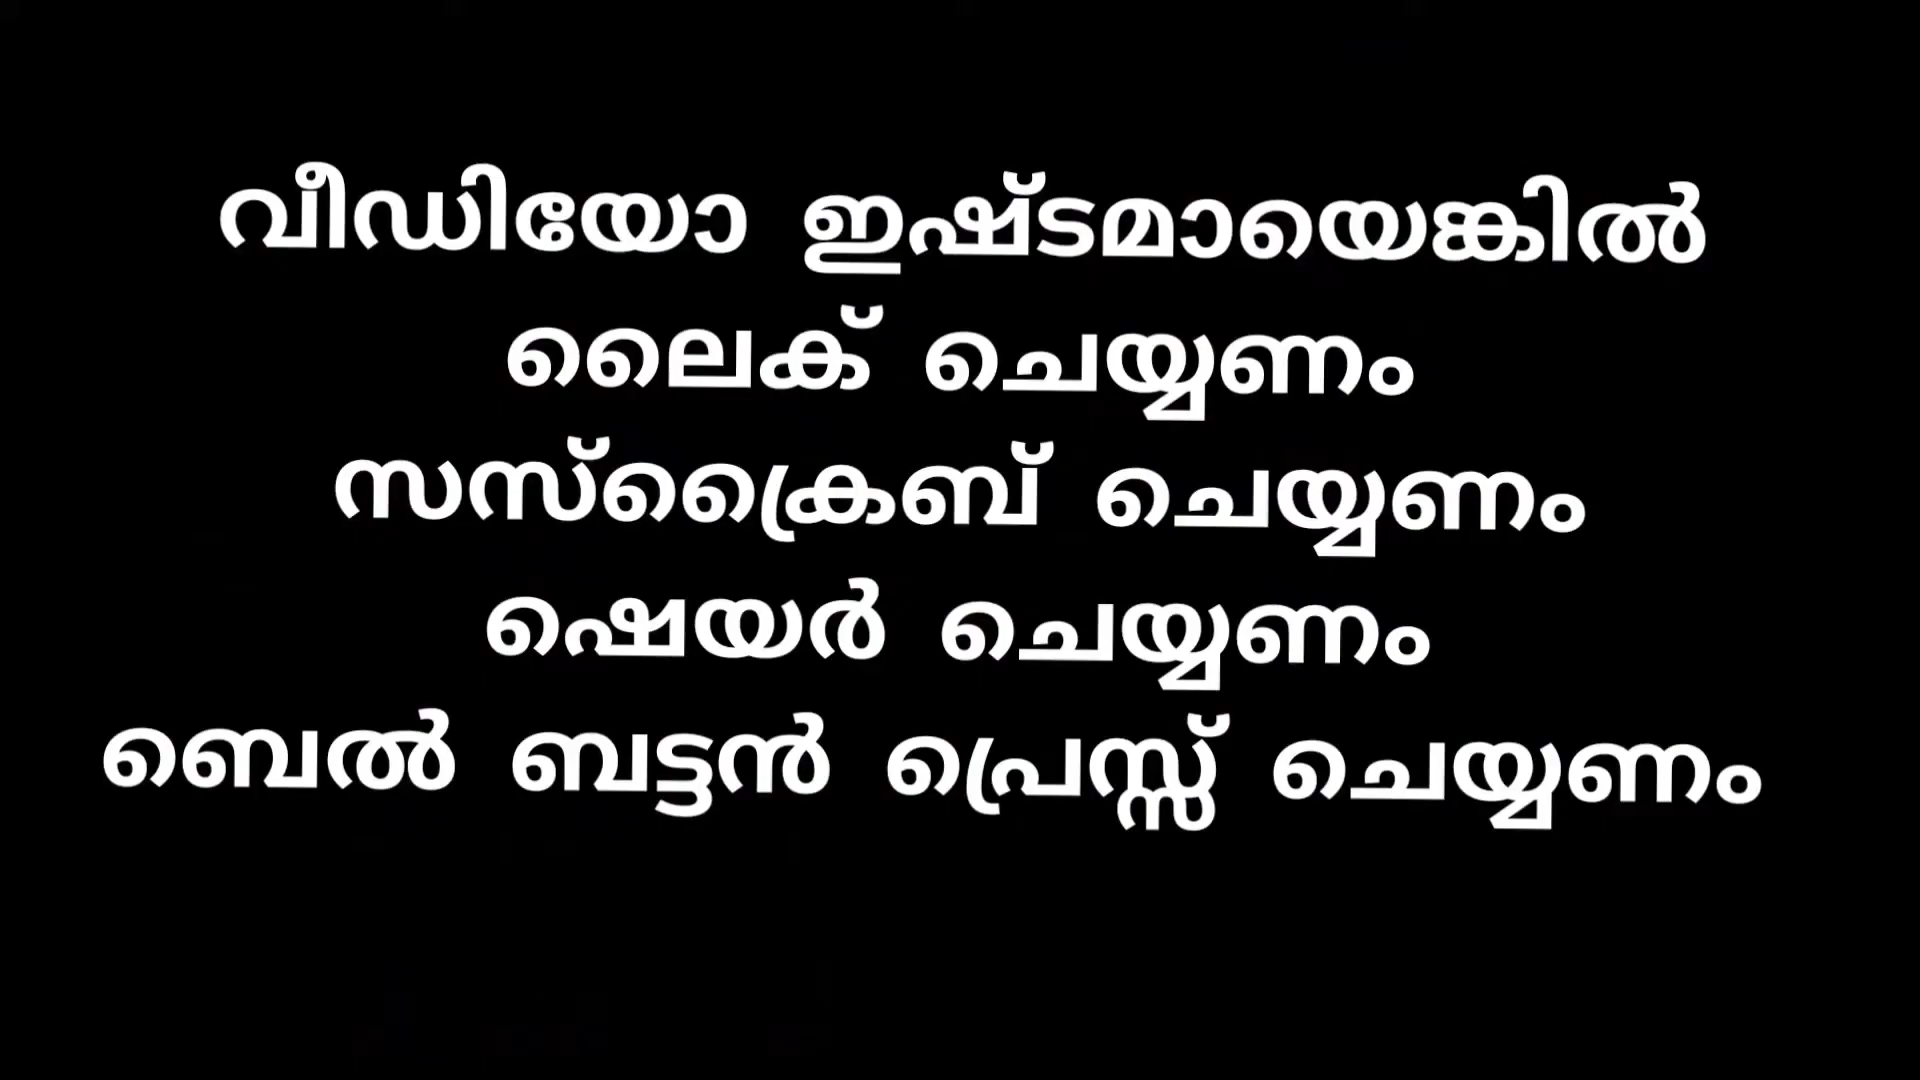 വീഡിയോ ഇഷ്ടമായെങ്കിൽ
ലൈക് ചെയ്യണം
സസ്ക്രൈബ് ചെയ്യണം
ഷെയർ ചെയ്യണം
ബെൽ ബട്ടൻ പ്രെസ്സ് ചെയ്യണം